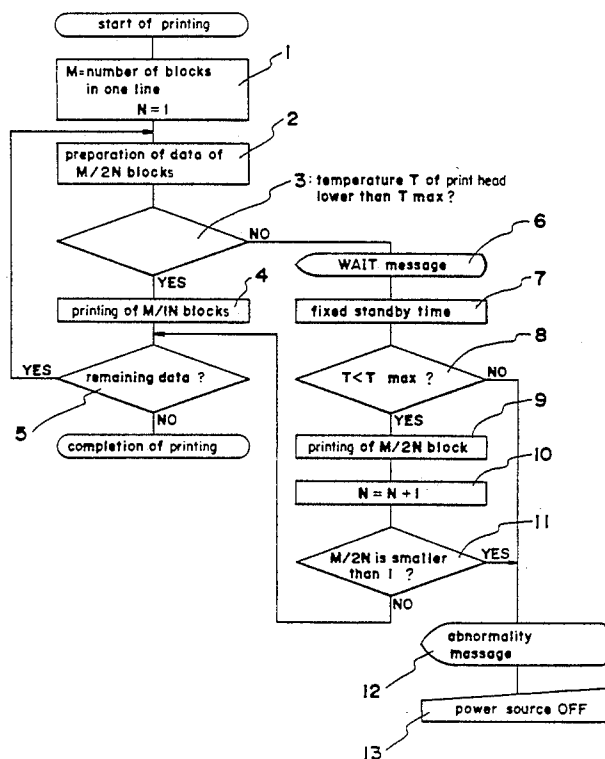 start of printing
1
M=number of blocks
in one line
N=1
2
preparation of data of
M/2N blocks
3: temperature T of print head
lower than T max?
NO
YES
6
WAIT message
4
printing of M/1N blocks
7
fixed standby time
8
T<T max ?
NO
YES
YES
remaining data ?
5
NO
completion of printing
9
printing of M/2N block
10
N=N+1
11
M/2N is smaller
than 1 ?
YES
NO
abnormality
massage
12
power source OFF
13